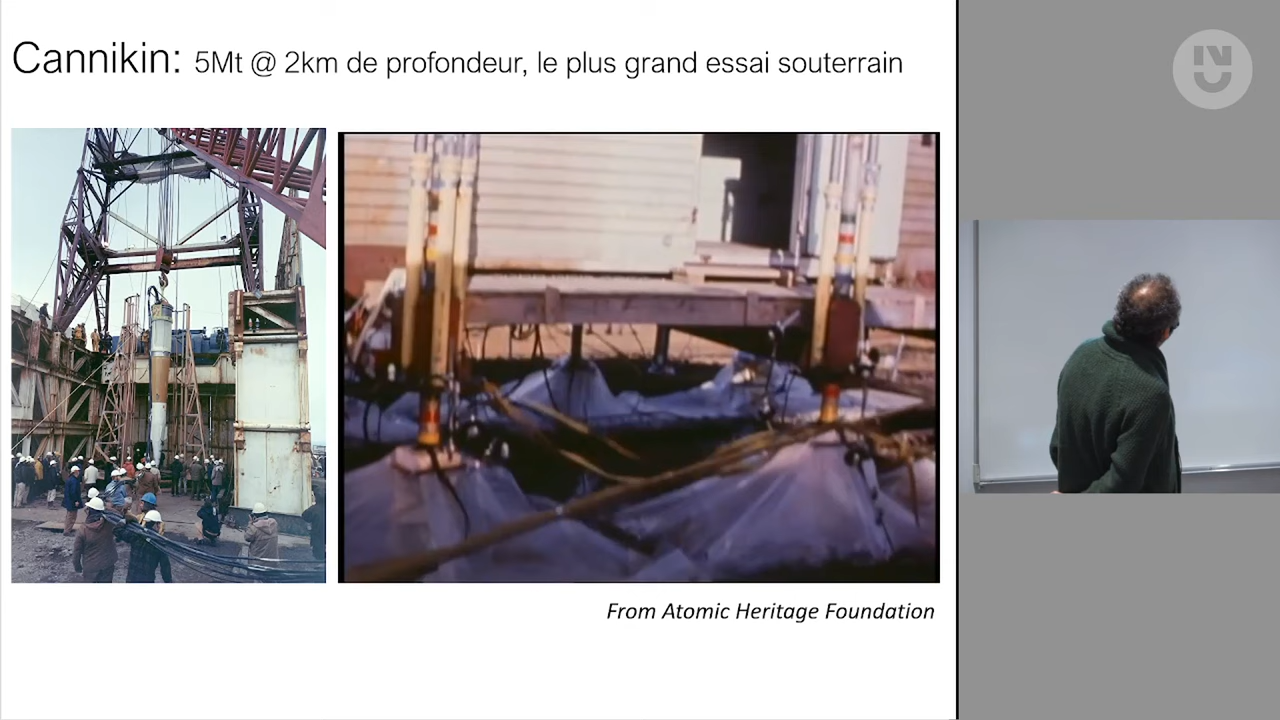 Cannikin: 5Mt @ 2km de profondeur, le plus grand essai souterrain
From Atomic Heritage Foundation